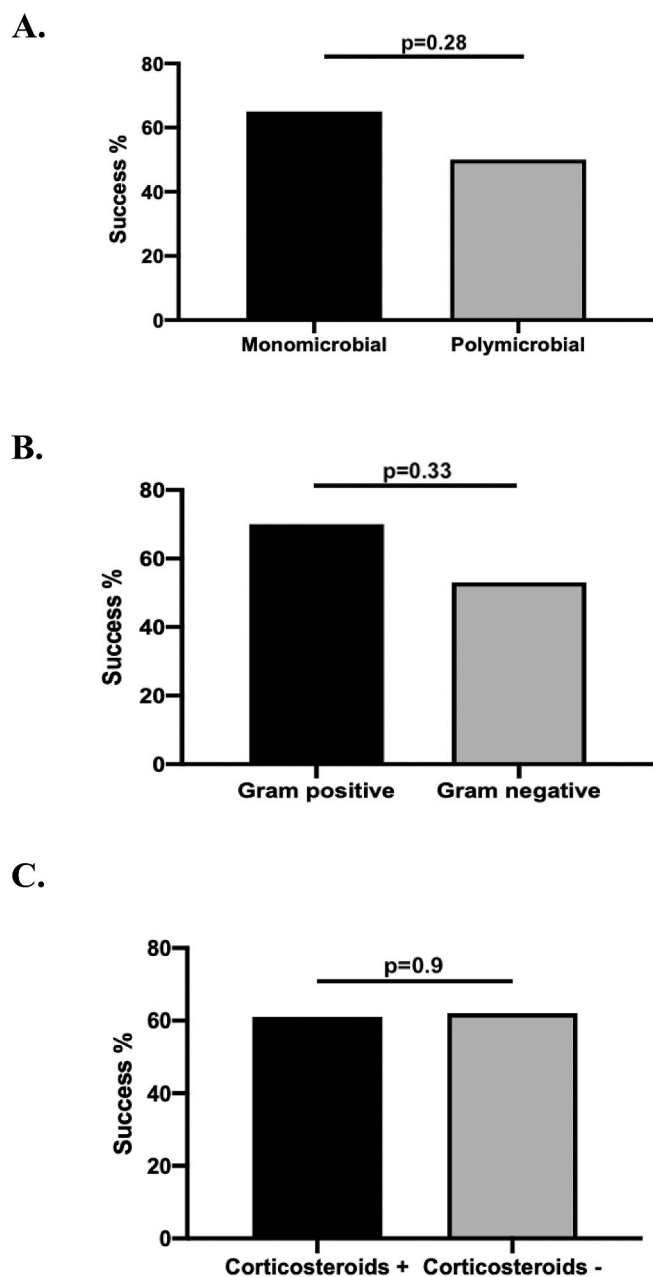 A.
p=0.28
80
60
40
20
0
Success %
Monomicrobial Polymicrobial
B.
p=0.33
80
60
40
20
0
Success %
Gram positive Gram negative
C.
p=0.9
80
60
40
20
0
Success %
Corticosteroids + Corticosteroids -